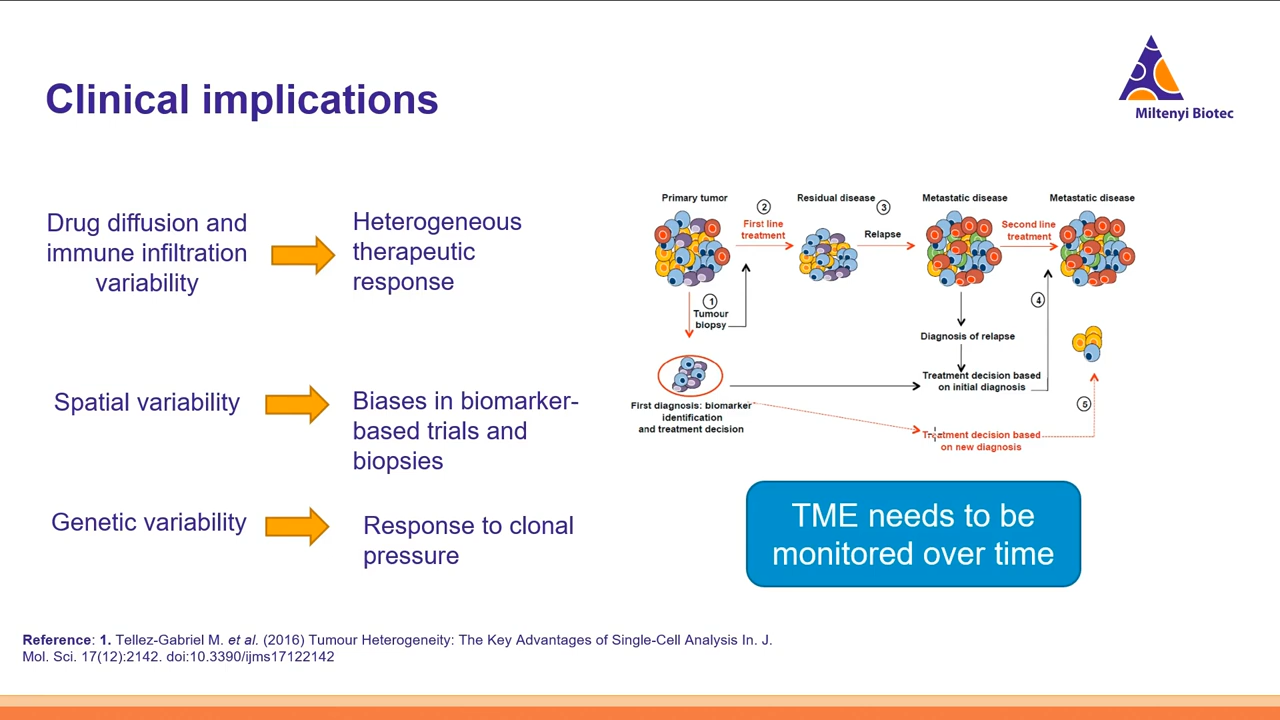 Clinical implications
Miltenyi Biotec
Drug diffusion and
immune infiltration
variability
Heterogeneous
therapeutic
response
Spatial variability
Biases in biomarker-
based trials and
biopsies
Genetic variability
Response to clonal
pressure
Primary tumor
2
First line
treatment
Residual disease
3
Relapse
Metastatic disease
Second line
treatment
Metastatic disease
1
Tumour
biopsy
4
Diagnosis of relapse
Treatment decision based
on initial diagnosis
First diagnosis: biomarker
identification
and treatment decision
5
Treatment decision based
on new diagnosis
TME needs to be
monitored over time
Reference: 1. Tellez-Gabriel M. et al. (2016) Tumour Heterogeneity: The Key Advantages of Single-Cell Analysis In. J.
Mol. Sci. 17(12):2142. doi:10.3390/ijms17122142